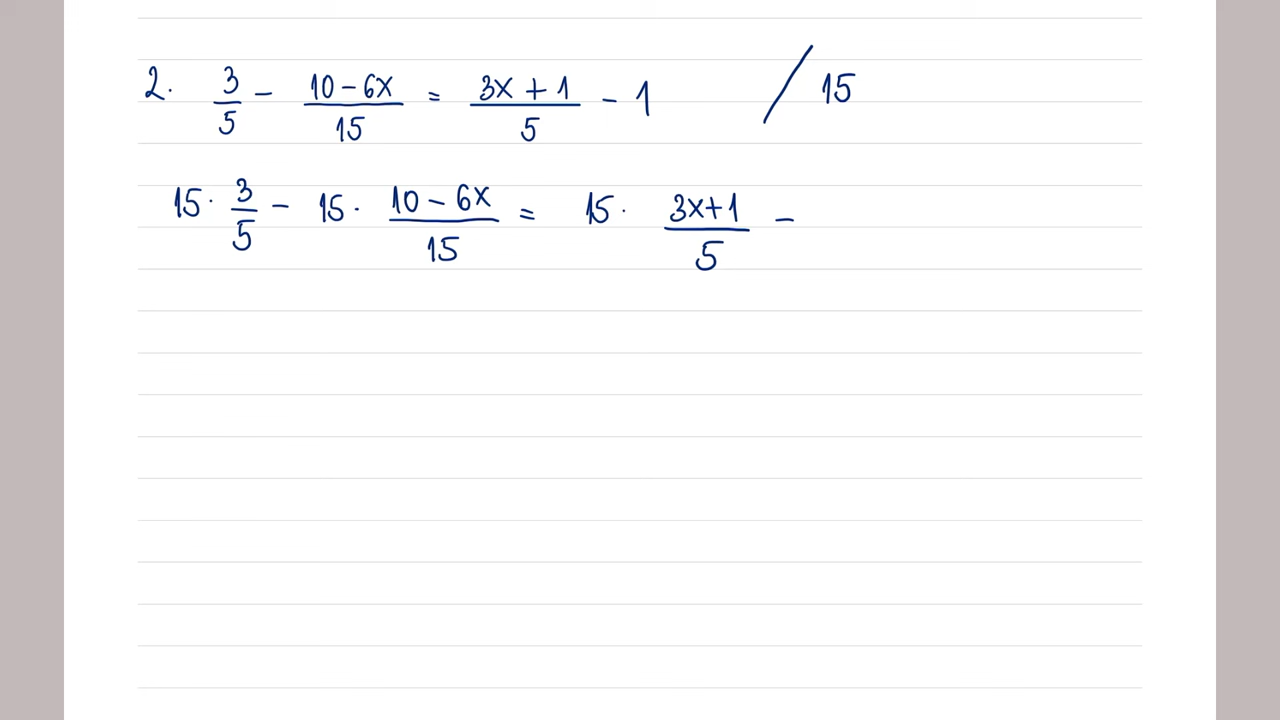 2. 3/5 - (10-6x)/15 = (3x+1)/5 - 1 / 15
15· 3/5 - 15· (10-6x)/15 = 15· (3x+1)/5 -